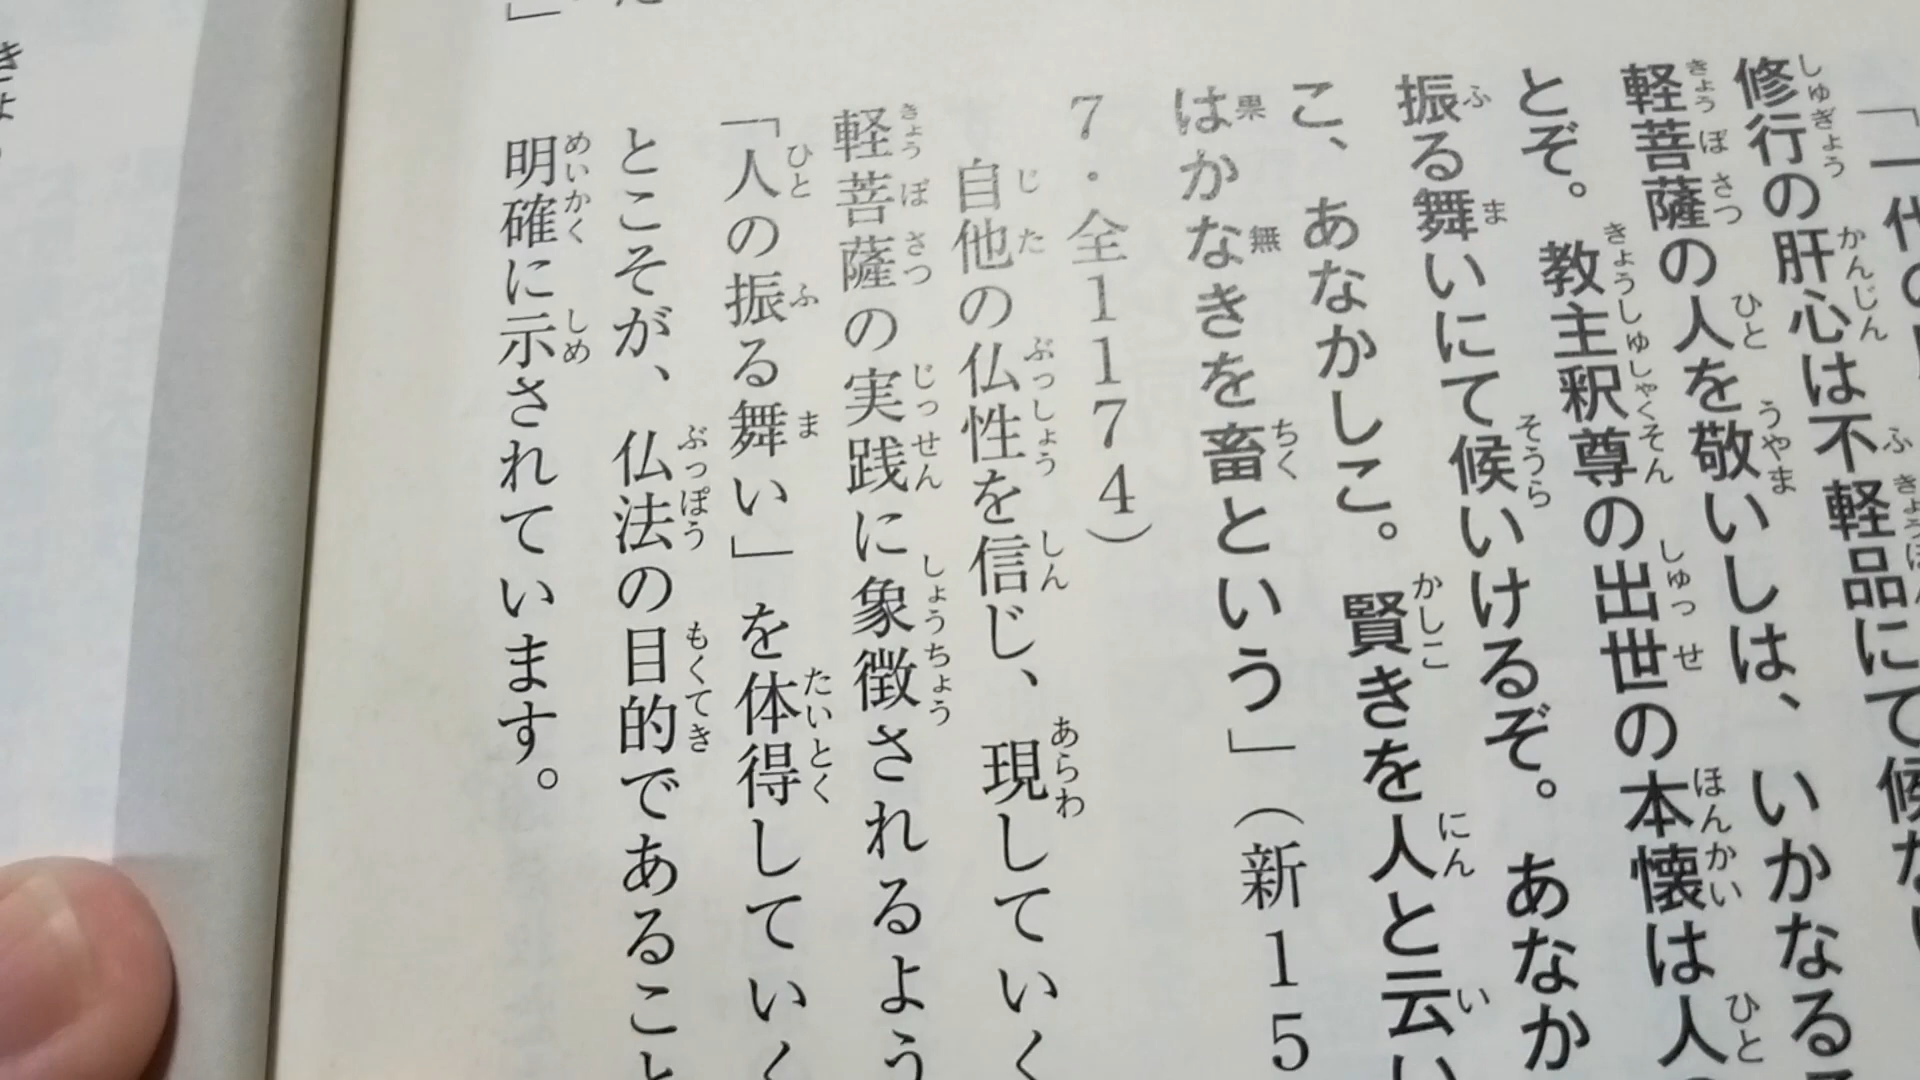 「一代の
修行の肝心は不軽品にて候な
軽菩薩の人を敬いしは、いかなる
とぞ。教主釈尊の出世の本懐は人の
振る舞いにて候いけるぞ。あなか
こ、あなかしこ。賢きを人と云い
はかなきを畜という」（新15
7・全1174）
自他の仏性を信じ、現していく
軽菩薩の実践に象徴されるよう
「人の振る舞い」を体得していく
とこそが、仏法の目的であること
明確に示されています。